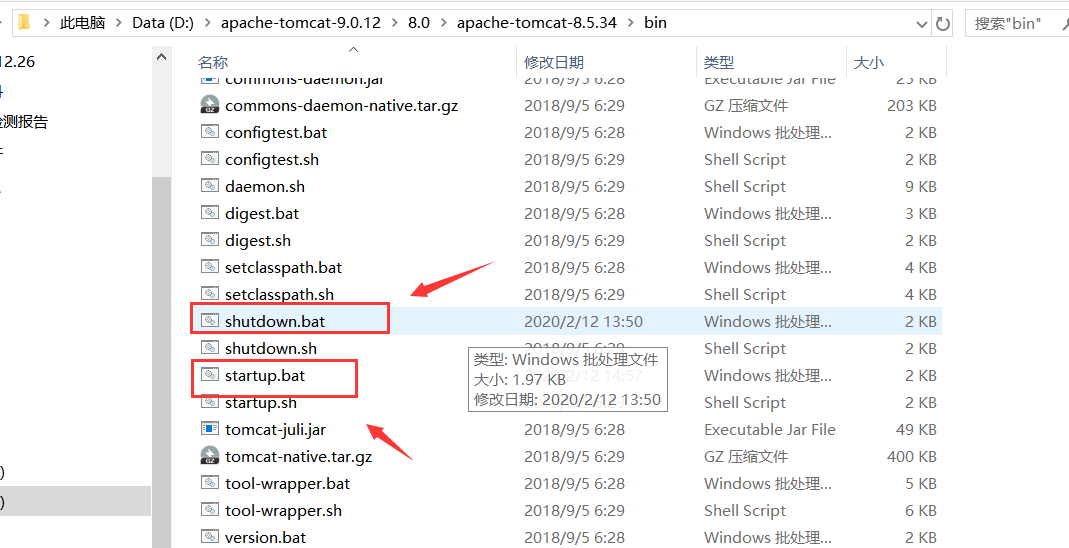 此电脑 > Data (D:) > apache-tomcat-9.0.12 > 8.0 > apache-tomcat-8.5.34 > bin 搜索"bin"
12.26
名称 修改日期 类型 大小
commons-daemon.jar 2018/9/5 6:29 Executable Jar File 25 KB
commons-daemon-native.tar.gz 2018/9/5 6:29 GZ 压缩文件 203 KB
检测报告
configtest.bat 2018/9/5 6:28 Windows 批处理... 2 KB
configtest.sh 2018/9/5 6:29 Shell Script 2 KB
daemon.sh 2018/9/5 6:29 Shell Script 9 KB
digest.bat 2018/9/5 6:28 Windows 批处理... 3 KB
digest.sh 2018/9/5 6:29 Shell Script 2 KB
setclasspath.bat 2018/9/5 6:28 Windows 批处理... 4 KB
setclasspath.sh 2018/9/5 6:29 Shell Script 4 KB
shutdown.bat 2020/2/12 13:50 Windows 批处理... 2 KB
shutdown.sh 2018/9/5 6:29 Shell Script 2 KB
类型: Windows 批处理文件
大小: 1.97 KB
修改日期: 2020/2/12 13:50
startup.bat 14:57 Windows 批处理... 2 KB
startup.sh Shell Script 2 KB
tomcat-juli.jar 2018/9/5 6:28 Executable Jar File 49 KB
tomcat-native.tar.gz 2018/9/5 6:29 GZ 压缩文件 400 KB
tool-wrapper.bat 2018/9/5 6:28 Windows 批处理... 5 KB
tool-wrapper.sh 2018/9/5 6:29 Shell Script 6 KB
version.bat 2018/9/5 6:28 Windows 批处理... 2 KB